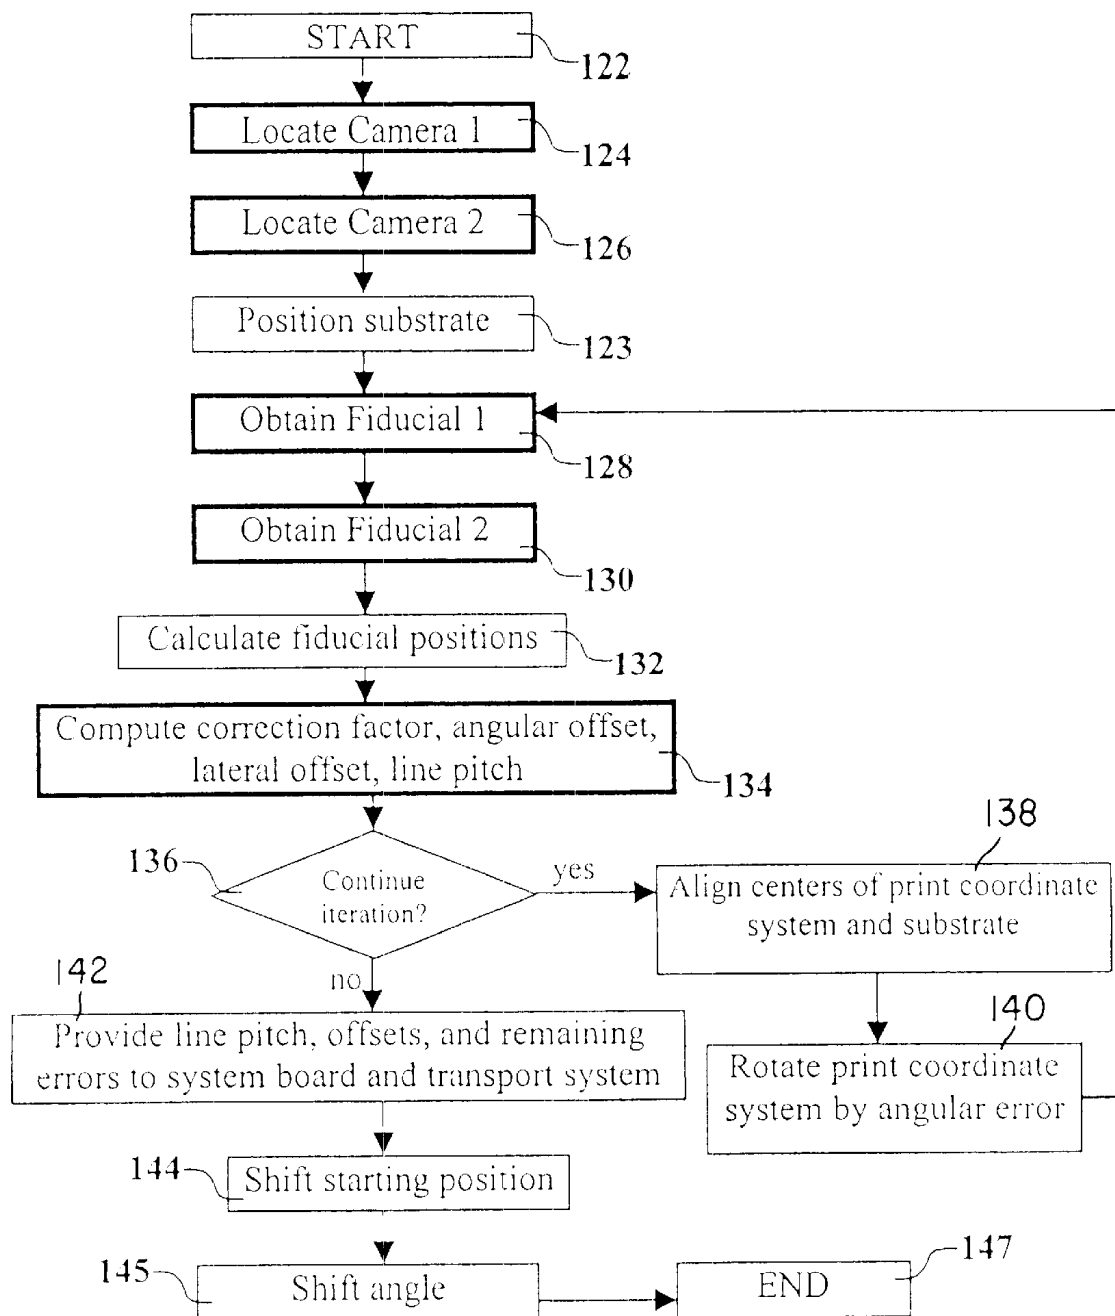 START
122
Locate Camera 1
124
Locate Camera 2
126
Position substrate
123
Obtain Fiducial 1
128
Obtain Fiducial 2
130
Calculate fiducial positions
132
Compute correction factor, angular offset,
lateral offset, line pitch
134
136
Continue
iteration?
yes
138
Align centers of print coordinate
system and substrate
140
Rotate print coordinate
system by angular error
no
142
Provide line pitch, offsets, and remaining
errors to system board and transport system
144
Shift starting position
145
Shift angle
147
END